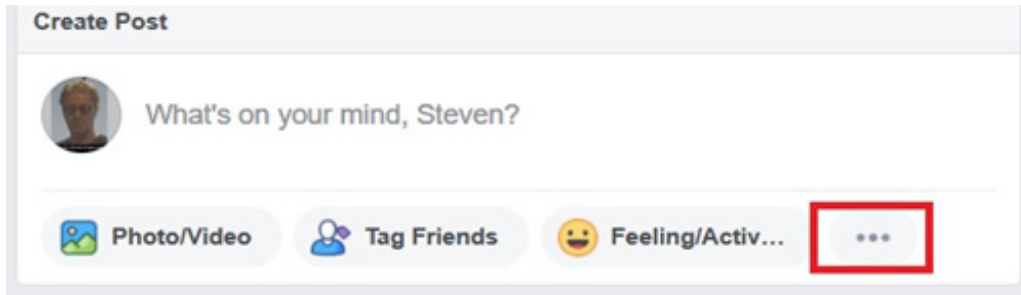 Create Post
What's on your mind, Steven?
Photo/Video Tag Friends Feeling/Activ... ...